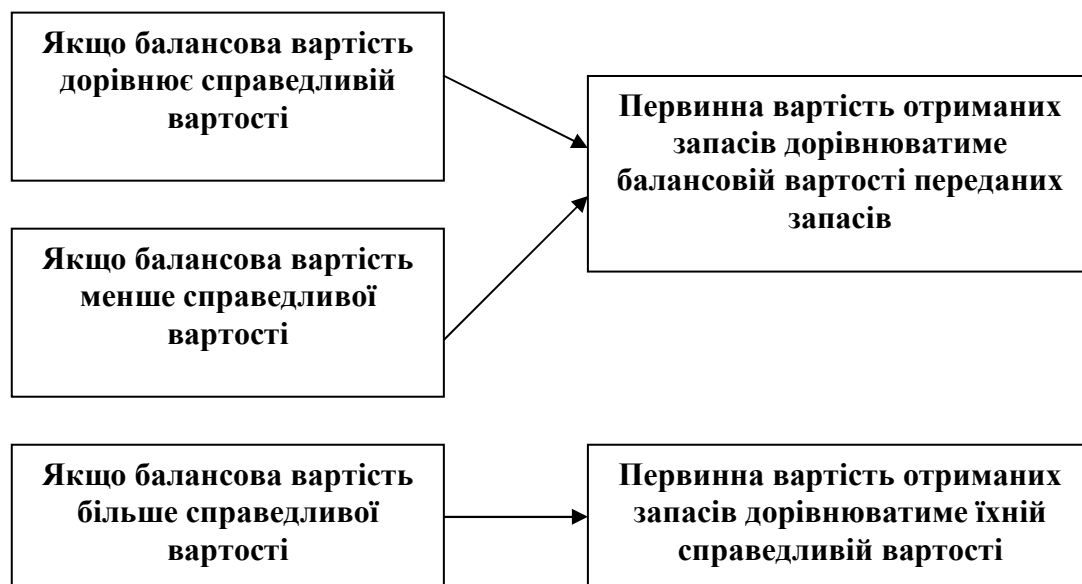 Якщо балансова вартість
дорівнює справедливій
вартості
Первинна вартість отриманих
запасів дорівнюватиме
балансовій вартості переданих
запасів
Якщо балансова вартість
менше справедливої
вартості
Якщо балансова вартість
більше справедливої
вартості
Первинна вартість отриманих
запасів дорівнюватиме їхній
справедливій вартості